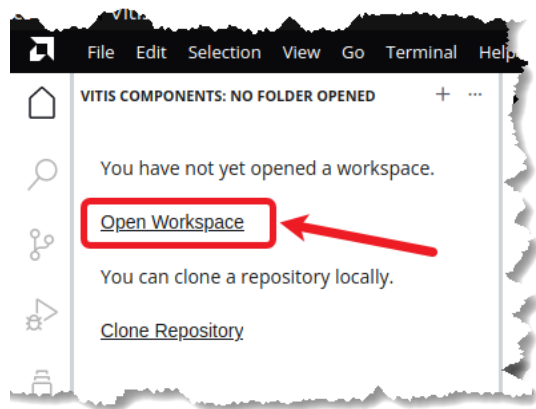 File Edit Selection View Go Terminal Help
VITIS COMPONENTS: NO FOLDER OPENED
You have not yet opened a workspace.
Open Workspace
You can clone a repository locally.
Clone Repository